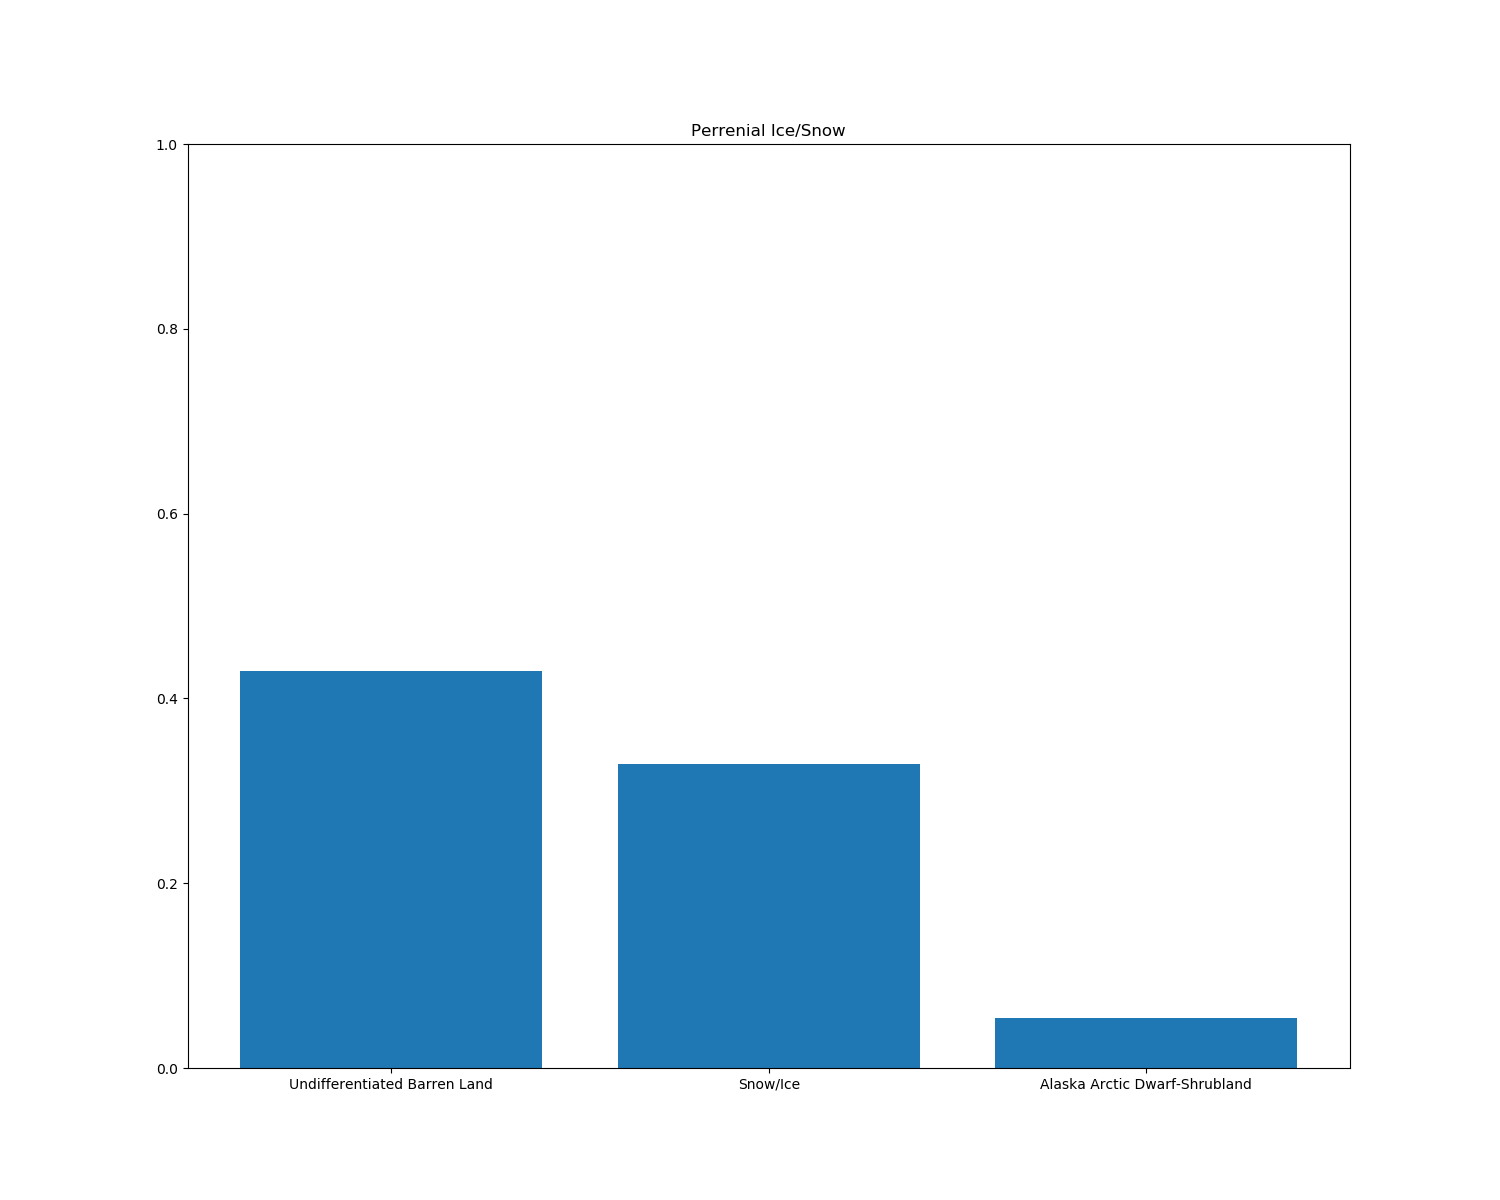 Perrenial Ice/Snow
1.0
0.8
0.6
0.4
0.2
0.0
Undifferentiated Barren Land
Snow/Ice
Alaska Arctic Dwarf-Shrubland